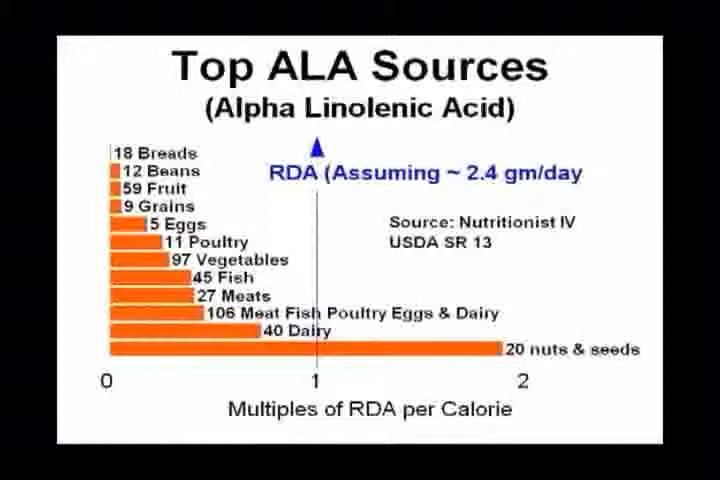 Top ALA Sources
(Alpha Linolenic Acid)
18 Breads
12 Beans
RDA (Assuming ~ 2.4 gm/day
59 Fruit
9 Grains
5 Eggs
Source: Nutritionist IV
USDA SR 13
11 Poultry
97 Vegetables
45 Fish
27 Meats
106 Meat Fish Poultry Eggs & Dairy
40 Dairy
20 nuts & seeds
0 1 2
Multiples of RDA per Calorie